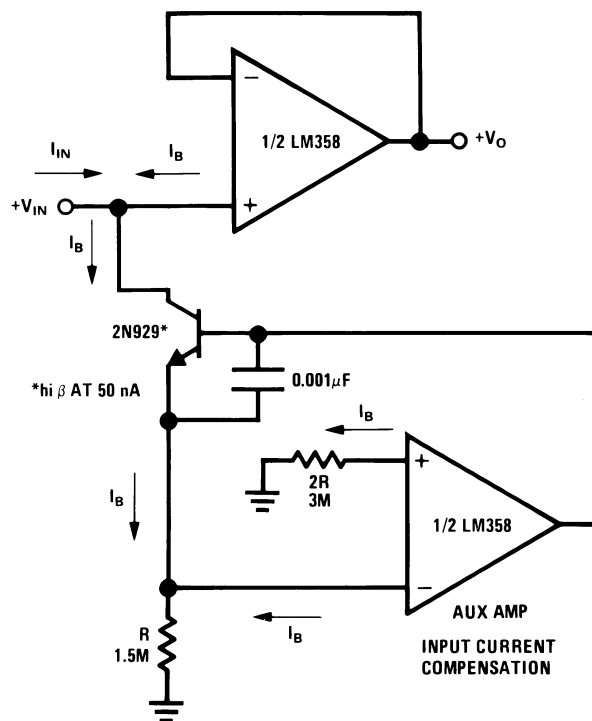 −
1/2 LM358
+V_O
I_IN
I_B
+V_IN
+
I_B
2N929*
*hi β AT 50 nA
0.001μF
I_B
+
2R
3M
1/2 LM358
I_B
−
I_B
R
1.5M
AUX AMP
INPUT CURRENT
COMPENSATION